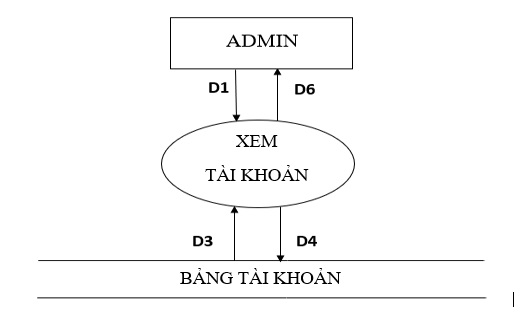 ADMIN
D1
D6
XEM
TÀI KHOẢN
D3
D4
BẢNG TÀI KHOẢN